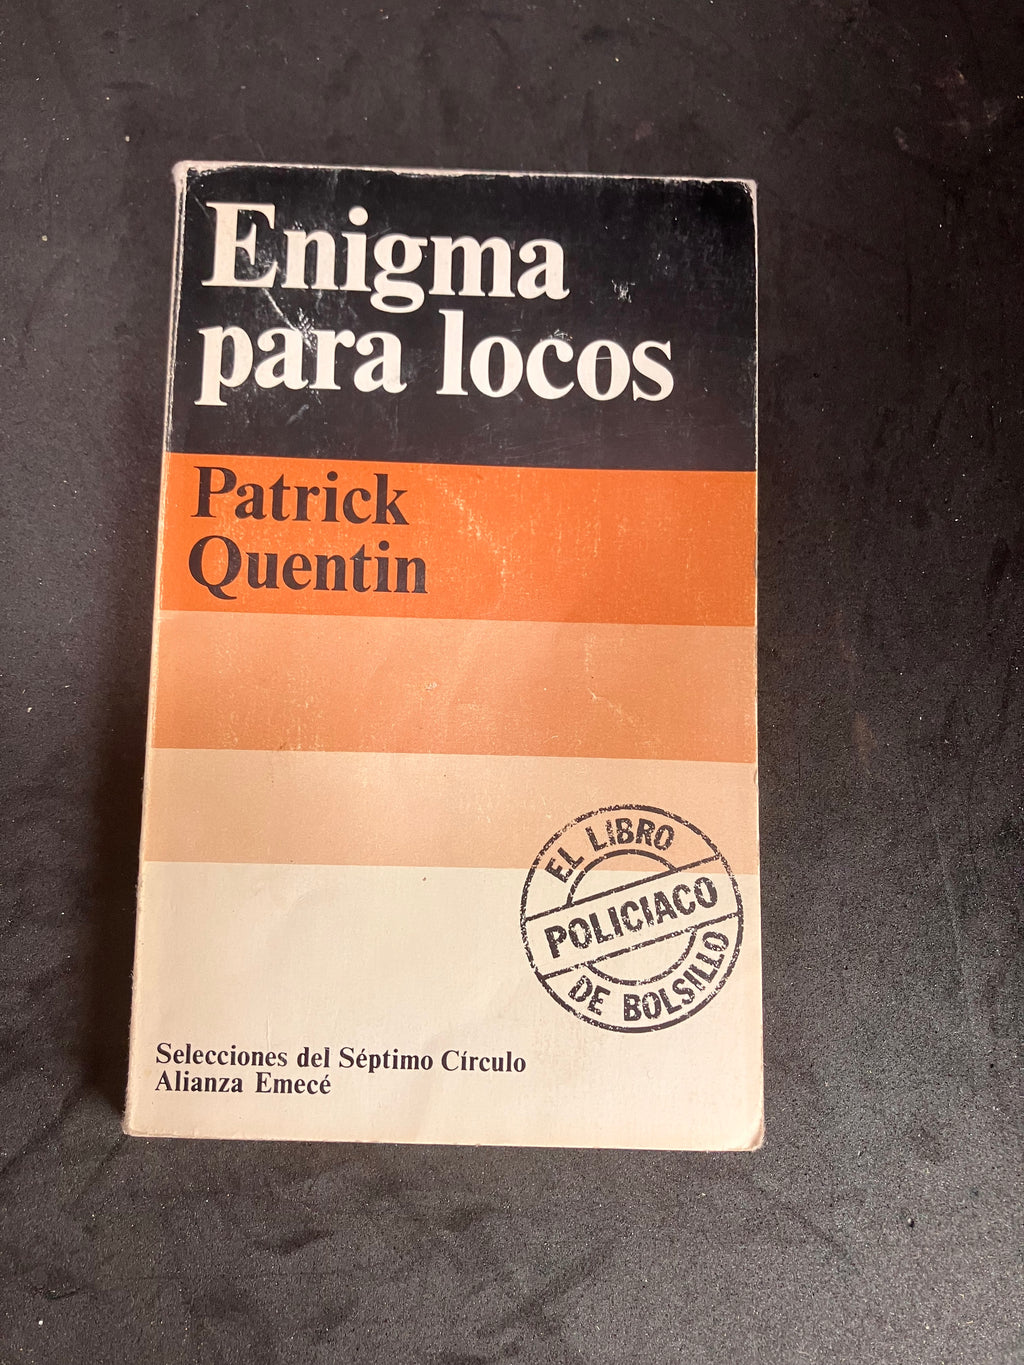 Enigma
para locos
Patrick
Quentin
EL LIBRO
POLICIACO
DE BOLSILLO
Selecciones del Séptimo Círculo
Alianza Emecé